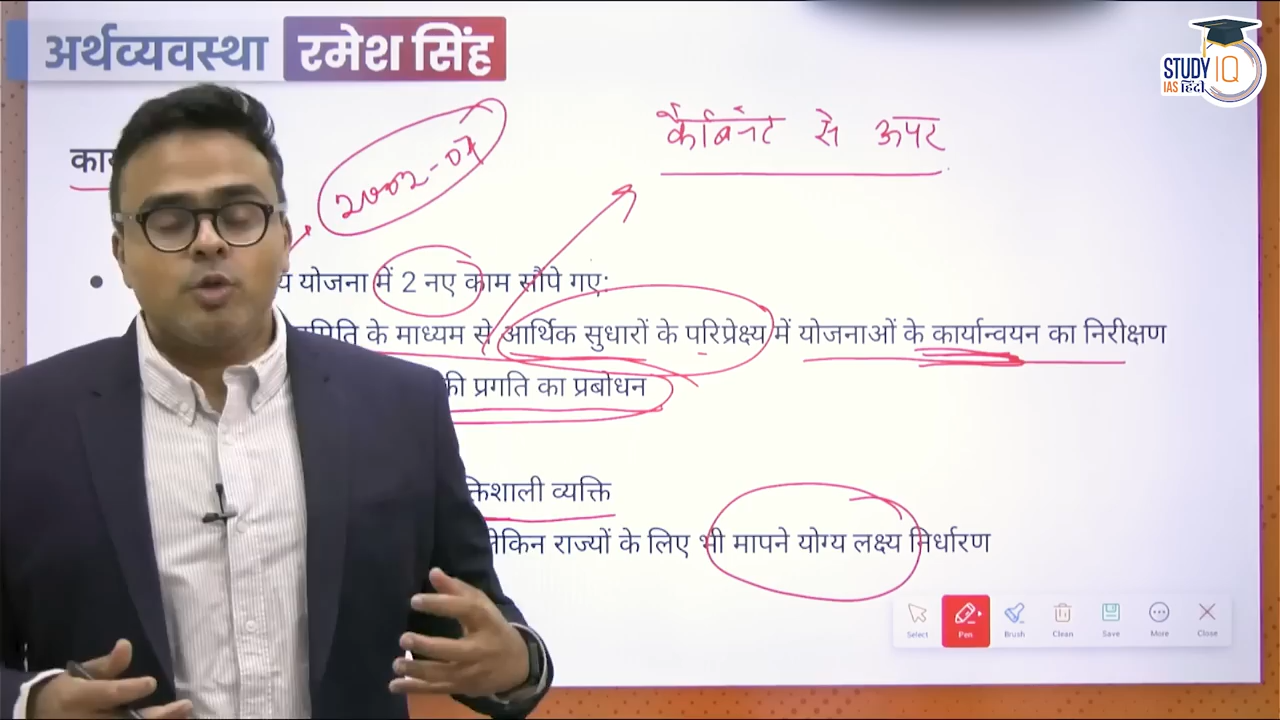 अर्थव्यवस्था रमेश सिंह
STUDY IQ
IAS हिंदी
कैबिनेट से ऊपर
2002-07
योजना में 2 नए काम सौपे गए:
के माध्यम से आर्थिक सुधारों के परिप्रेक्ष्य में योजनाओं के कार्यान्वयन का निरीक्षण
की प्रगति का प्रबोधन
व्यक्ति
लेकिन राज्यों के लिए भी मापने योग्य लक्ष्य निर्धारण
Select Pen Brush Clean Save More Close